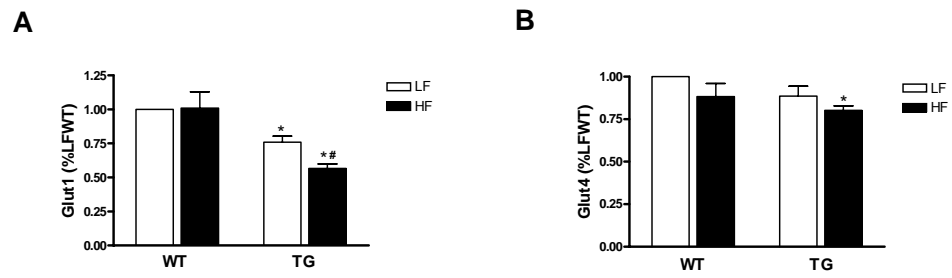 A
Glut1 (%LFWT)
1.25
1.00
0.75
0.50
0.25
0.00
*
*#
WT
TG
LF
HF
B
Glut4 (%LFWT)
1.00
0.75
0.50
0.25
0.00
*
WT
TG
LF
HF